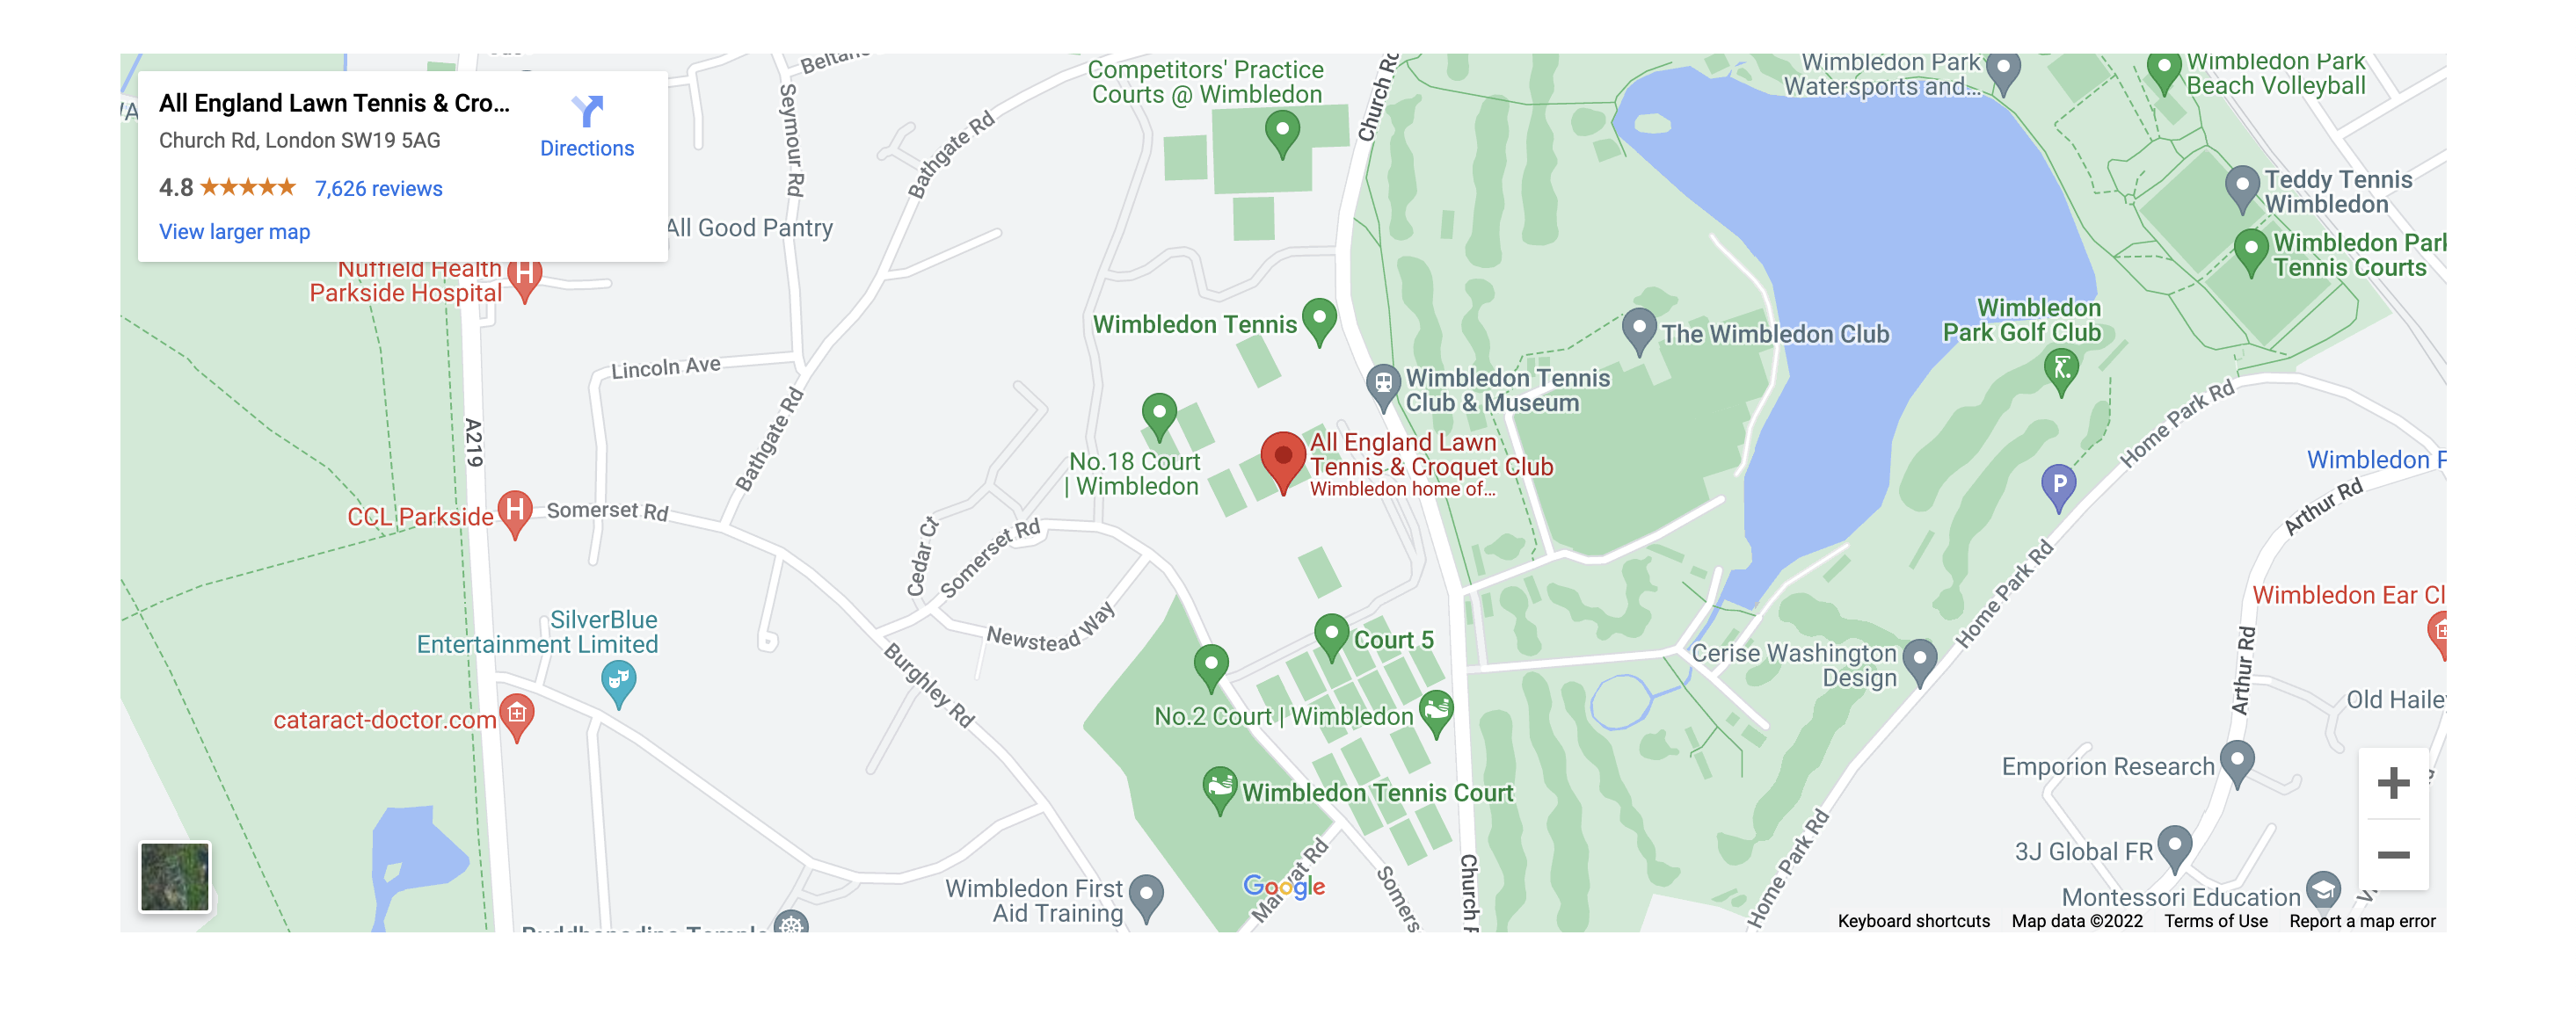 All England Lawn Tennis & Cro...
Church Rd, London SW19 5AG
4.8
7,626 reviews
View larger map
Directions
Beltane
Seymour Rd
Bathgate Rd
All Good Pantry
Nuffield Health
Parkside Hospital
Lincoln Ave
Bathgate Rd
A219
CCL Parkside
Somerset Rd
Cedar Ct
Somerset Rd
Newstead Way
Burghley Rd
SilverBlue
Entertainment Limited
cataract-doctor.com
Competitors' Practice
Courts @ Wimbledon
Church Rd
Wimbledon Tennis
No.18 Court
| Wimbledon
Wimbledon Tennis
Club & Museum
All England Lawn
Tennis & Croquet Club
Wimbledon home of...
The Wimbledon Club
Wimbledon Park
Watersports and...
Wimbledon Park
Beach Volleyball
Teddy Tennis
Wimbledon
Wimbledon Park
Tennis Courts
Wimbledon
Park Golf Club
Home Park Rd
P
Wimbledon P
Arthur Rd
Home Park Rd
Wimbledon Ear Cl
Arthur Rd
Court 5
No.2 Court | Wimbledon
Wimbledon Tennis Court
Cerise Washington
Design
Old Hailey
Emporion Research
3J Global FR
Montessori Education
Home Park Rd
Church R
Somers
Google
Wimbledon First
Aid Training
Buddhapadipa Temple
Keyboard shortcuts
Map data ©2022
Terms of Use
Report a map error